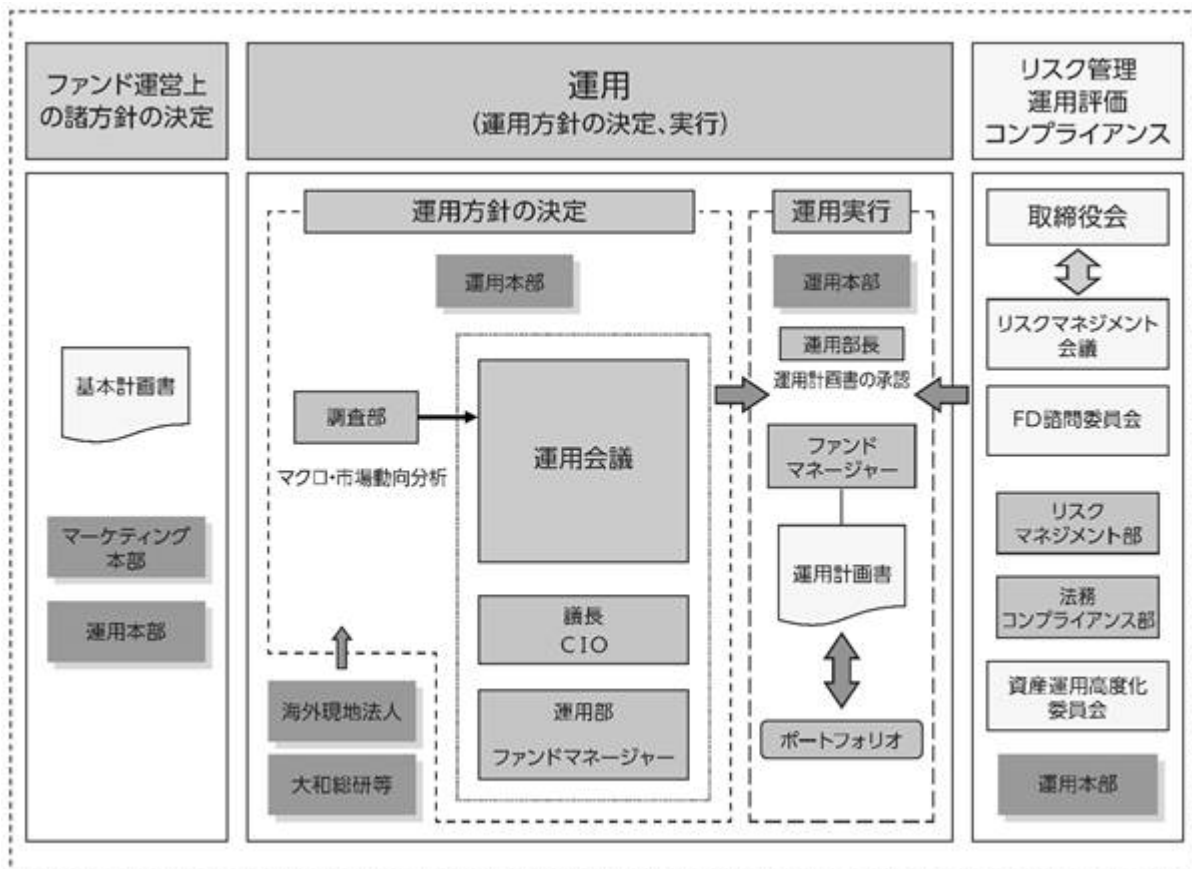 ファンド運営上
の諸方針の決定
運用
(運用方針の決定、実行)
リスク管理
運用評価
コンプライアンス
基本計画書
マーケティング
本部
運用本部
運用方針の決定
運用本部
調査部
マクロ・市場動向分析
運用会議
議長
CIO
運用部
ファンドマネージャー
海外現地法人
大和総研等
運用実行
運用本部
運用部長
運用計画書の承認
ファンド
マネージャー
運用計画書
ポートフォリオ
取締役会
リスクマネジメント
会議
FD諮問委員会
リスク
マネジメント部
法務
コンプライアンス部
資産運用高度化
委員会
運用本部